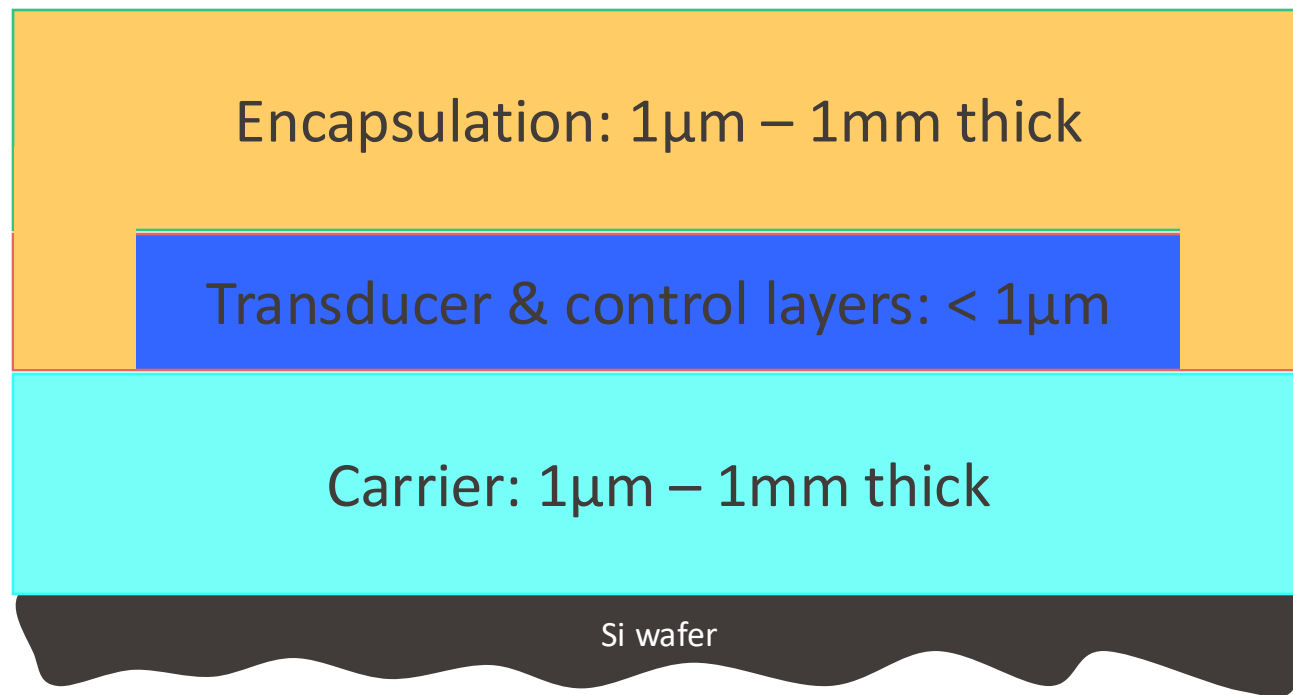 Encapsulation: 1µm – 1mm thick
Transducer & control layers: < 1µm
Carrier: 1µm – 1mm thick
Si wafer